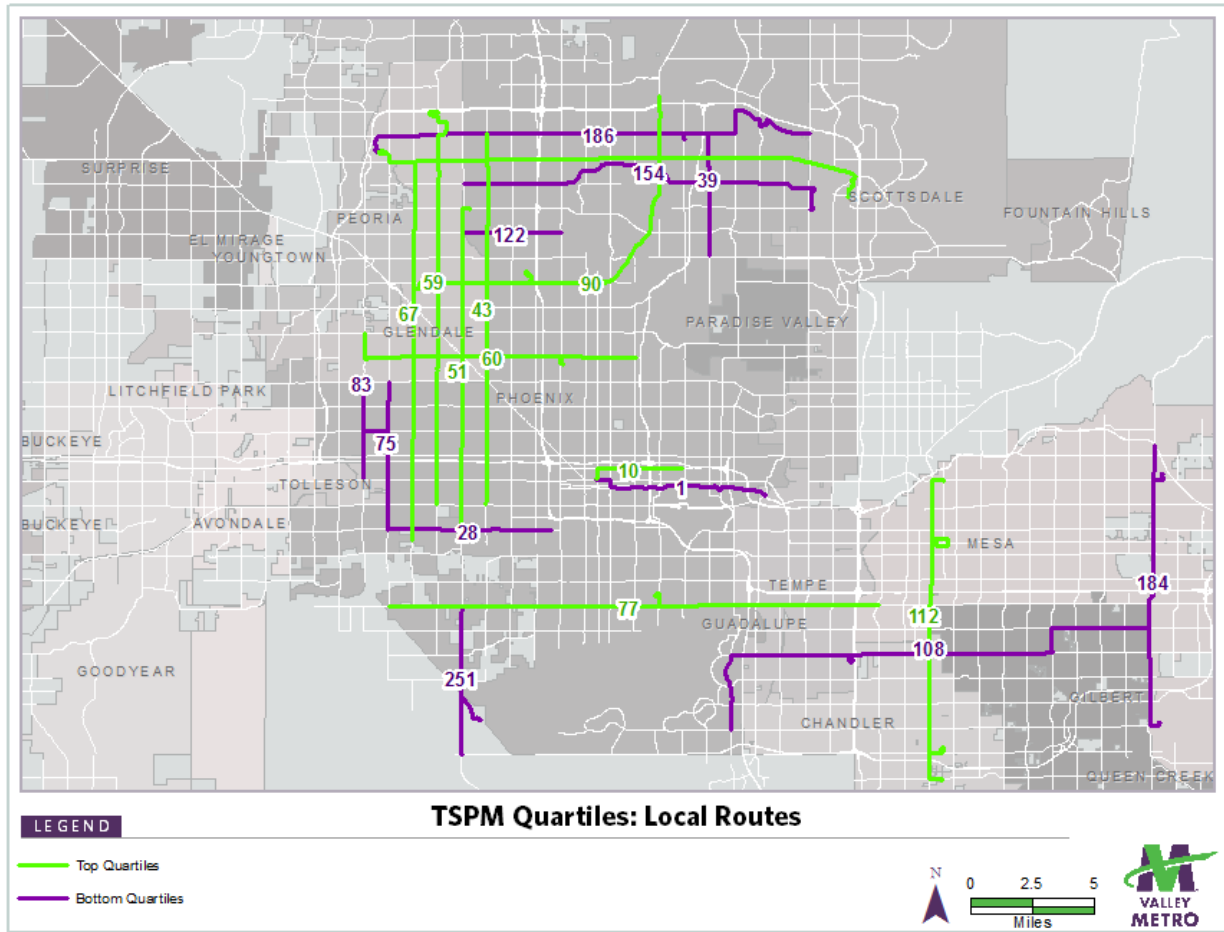 186
SURPRISE
154
39
SCOTTSDALE
PEORIA
FOUNTAIN HILLS
122
EL MIRAGE
YOUNGTOWN
59
90
67
43
PARADISE VALLEY
GLENDALE
60
51
83
LITCHFIELD PARK
PHOENIX
BUCKEYE
75
10
TOLLESON
1
BUCKEYE
AVONDALE
28
MESA
TEMPE
184
77
112
GUADALUPE
108
GOODYEAR
251
GILBERT
CHANDLER
QUEEN CREEK
TSPM Quartiles: Local Routes
LEGEND
Top Quartiles
Bottom Quartiles
N
0 2.5 5
Miles
VALLEY
METRO